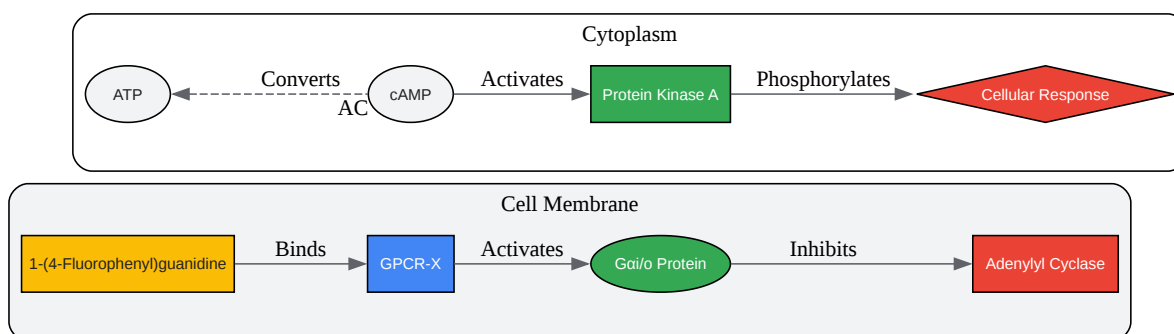 Cytoplasm
ATP
Converts
AC
cAMP
Activates
Protein Kinase A
Phosphorylates
Cellular Response
Cell Membrane
1-(4-Fluorophenyl)guanidine
Binds
GPCR-X
Activates
Gαi/o Protein
Inhibits
Adenylyl Cyclase